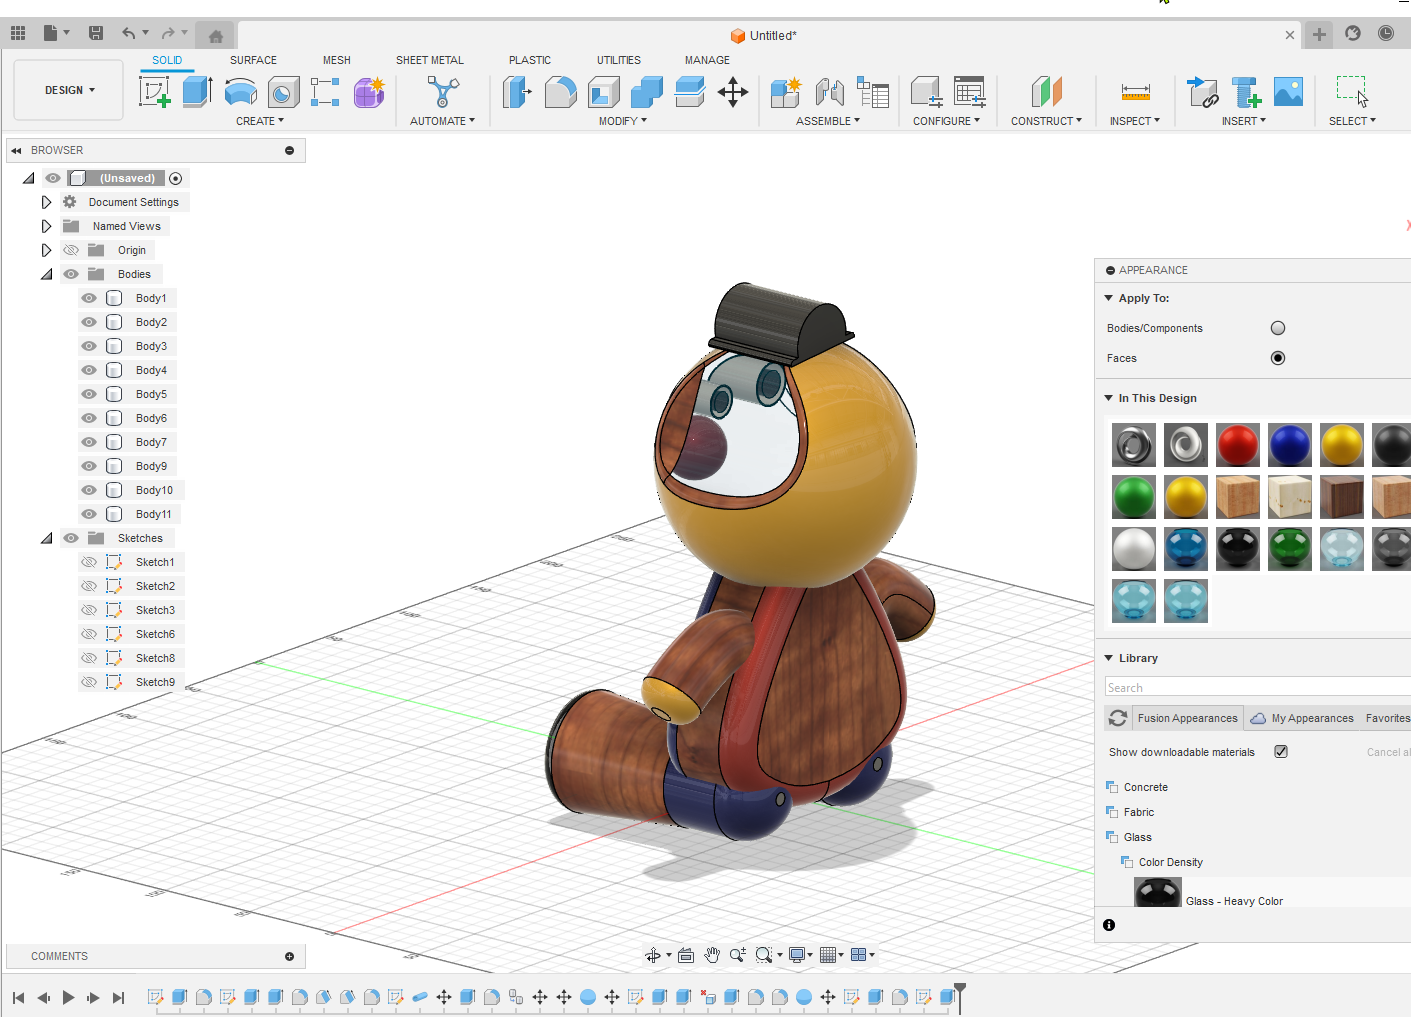 Untitled*
SOLID SURFACE MESH SHEET METAL PLASTIC UTILITIES MANAGE
DESIGN
CREATE AUTOMATE MODIFY ASSEMBLE CONFIGURE CONSTRUCT INSPECT INSERT SELECT
BROWSER
(Unsaved)
Document Settings
Named Views
Origin
Bodies
Body1
Body2
Body3
Body4
Body5
Body6
Body7
Body9
Body10
Body11
Sketches
Sketch1
Sketch2
Sketch3
Sketch6
Sketch8
Sketch9
APPEARANCE
Apply To:
Bodies/Components
Faces
In This Design
Library
Search
Fusion Appearances My Appearances Favorites
Show downloadable materials Cancel al
Concrete
Fabric
Glass
Color Density
Glass - Heavy Color
COMMENTS